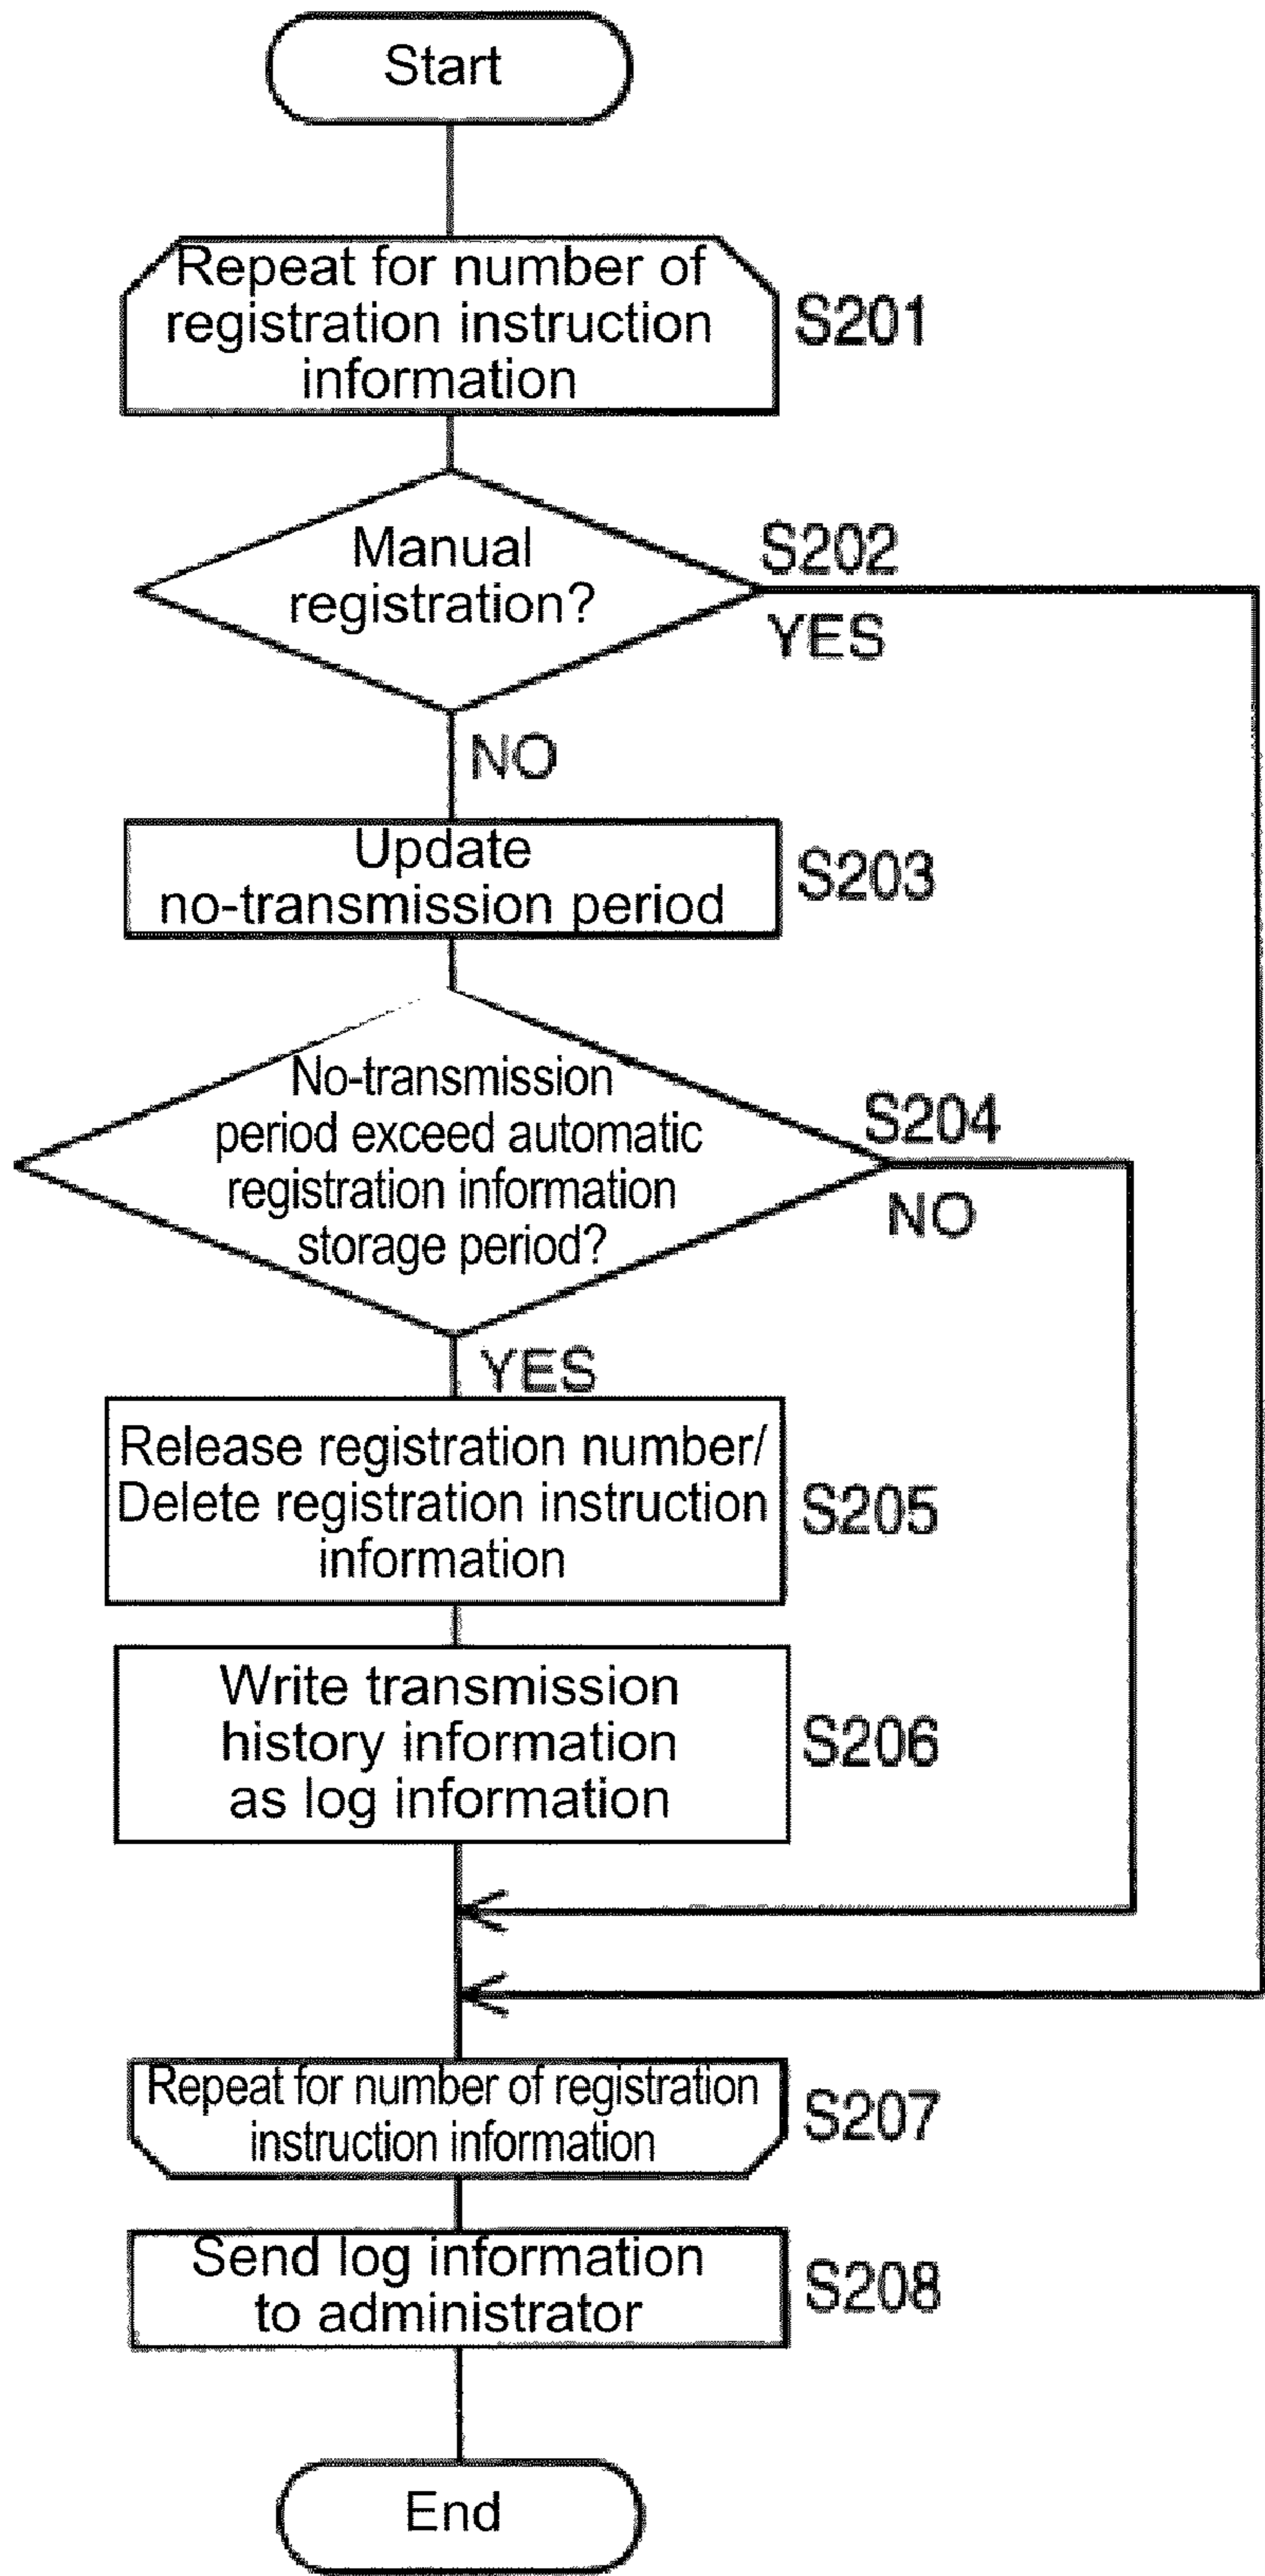 Start
Repeat for number of
registration instruction
information
S201
Manual
registration?
S202
YES
NO
Update
no-transmission period
S203
No-transmission
period exceed automatic
registration information
storage period?
S204
NO
YES
Release registration number/
Delete registration instruction
information
S205
Write transmission
history information
as log information
S206
Repeat for number of registration
instruction information
S207
Send log information
to administrator
S208
End